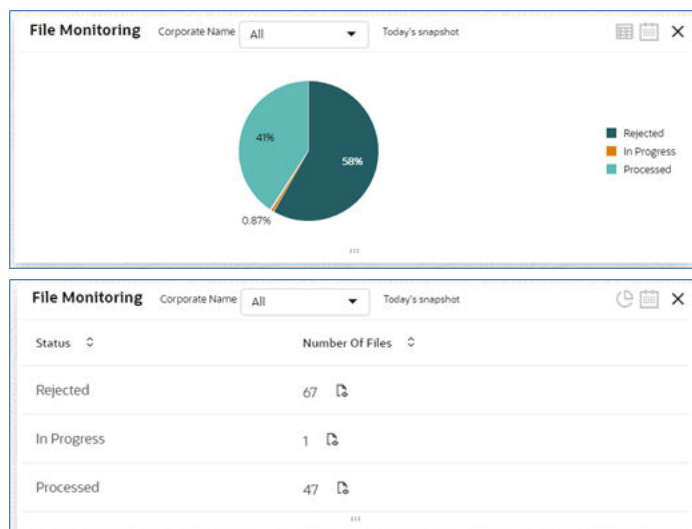 File Monitoring Corporate Name All Today's snapshot
41%
58%
0.87%
Rejected
In Progress
Processed
File Monitoring Corporate Name All Today's snapshot
Status Number Of Files
Rejected 67
In Progress 1
Processed 47